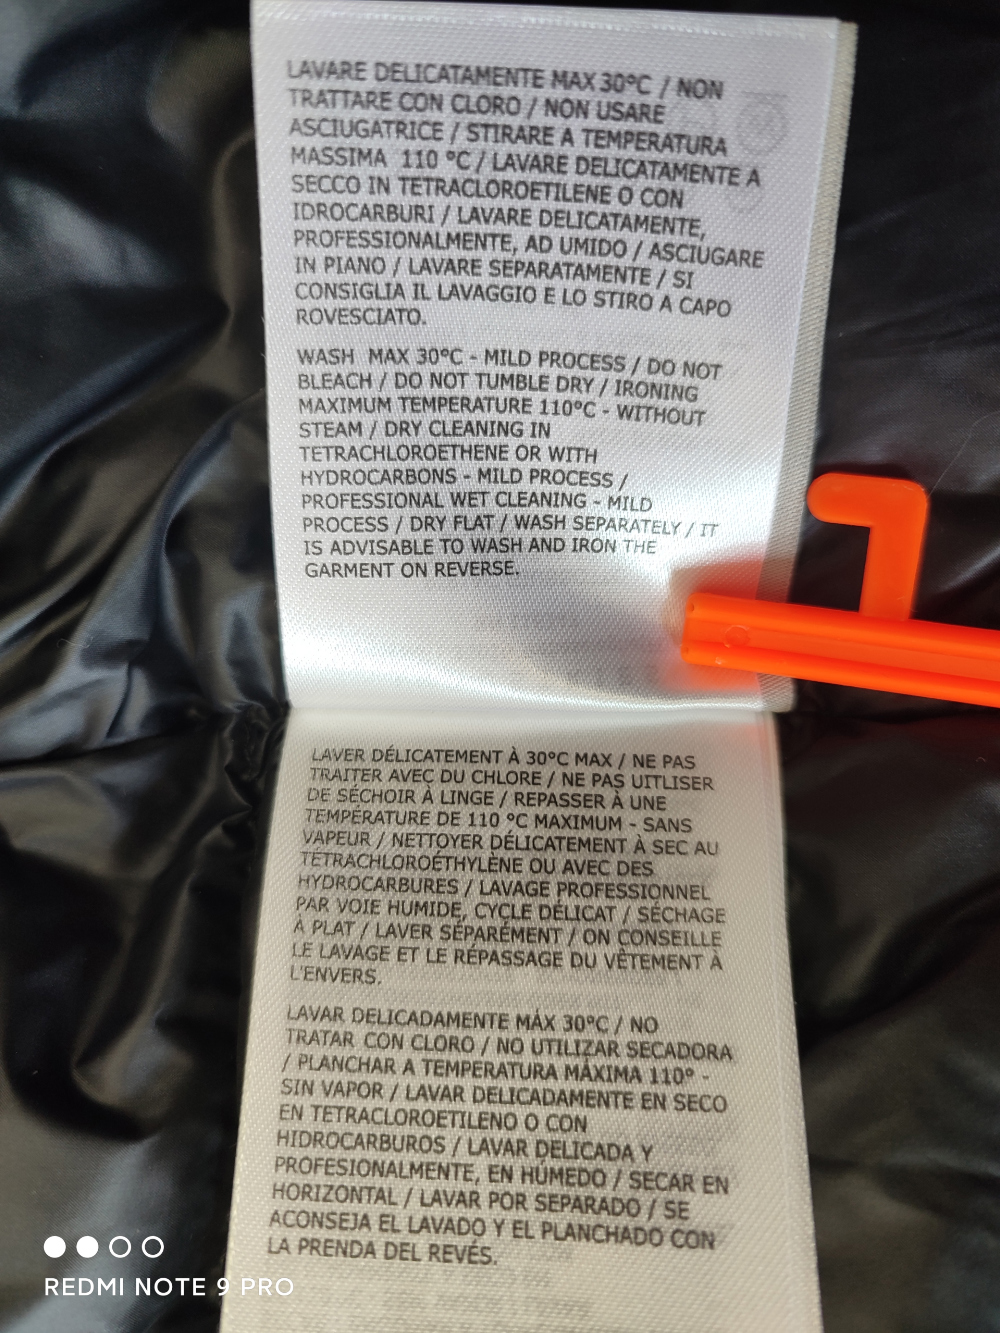 LAVARE DELICATAMENTE MAX 30°C / NON
TRATTARE CON CLORO / NON USARE
ASCIUGATRICE / STIRARE A TEMPERATURA
MASSIMA 110 °C / LAVARE DELICATAMENTE A
SECCO IN TETRACLOROETILENE O CON
IDROCARBURI / LAVARE DELICATAMENTE,
PROFESSIONALMENTE, AD UMIDO / ASCIUGARE
IN PIANO / LAVARE SEPARATAMENTE / SI
CONSIGLIA IL LAVAGGIO E LO STIRO A CAPO
ROVESCIATO.
WASH MAX 30°C - MILD PROCESS / DO NOT
BLEACH / DO NOT TUMBLE DRY / IRONING
MAXIMUM TEMPERATURE 110°C - WITHOUT
STEAM / DRY CLEANING IN
TETRACHLOROETHENE OR WITH
HYDROCARBONS - MILD PROCESS /
PROFESSIONAL WET CLEANING - MILD
PROCESS / DRY FLAT / WASH SEPARATELY / IT
IS ADVISABLE TO WASH AND IRON THE
GARMENT ON REVERSE.
LAVER DÉLICATEMENT À 30°C MAX / NE PAS
TRAITER AVEC DU CHLORE / NE PAS UITLISER
DE SÉCHOIR À LINGE / REPASSER À UNE
TEMPÉRATURE DE 110 °C MAXIMUM - SANS
VAPEUR / NETTOYER DÉLICATEMENT À SEC AU
TÉTRACHLOROÉTHYLÈNE OU AVEC DES
HYDROCARBURES / LAVAGE PROFESSIONNEL
PAR VOIE HUMIDE, CYCLE DÉLICAT / SÉCHAGE
À PLAT / LAVER SÉPARÉMENT / ON CONSEILLE
LE LAVAGE ET LE RÉPASSAGE DU VÊTEMENT À
L'ENVERS.
LAVAR DELICADAMENTE MÁX 30°C / NO
TRATAR CON CLORO / NO UTILIZAR SECADORA
/ PLANCHAR A TEMPERATURA MÁXIMA 110° -
SIN VAPOR / LAVAR DELICADAMENTE EN SECO
EN TETRACLOROETILENO O CON
HIDROCARBUROS / LAVAR DELICADA Y
PROFESIONALMENTE, EN HÚMEDO / SECAR EN
HORIZONTAL / LAVAR POR SEPARADO / SE
ACONSEJA EL LAVADO Y EL PLANCHADO CON
LA PRENDA DEL REVÉS.
REDMI NOTE 9 PRO